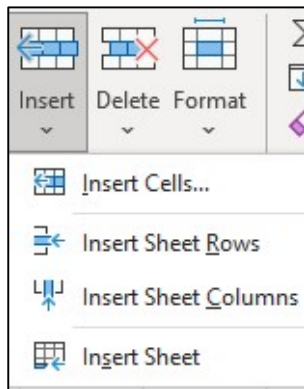 Insert Delete Format
Insert Cells...
Insert Sheet Rows
Insert Sheet Columns
Insert Sheet